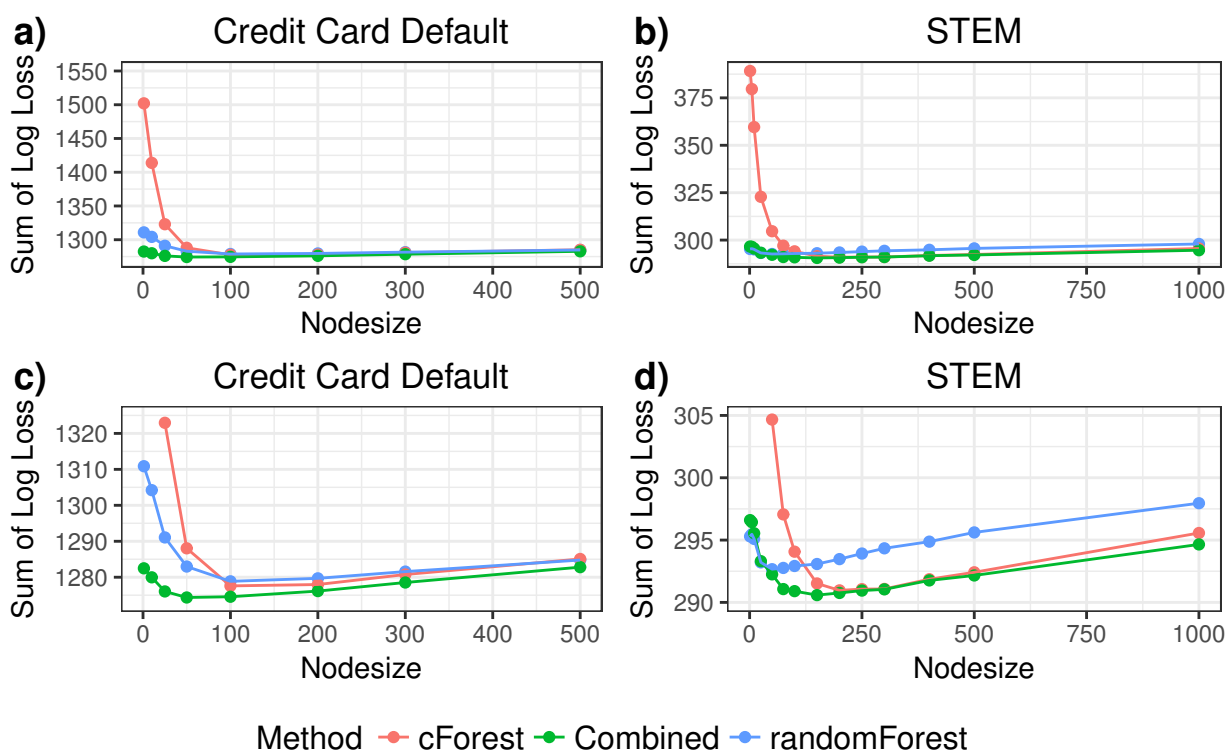 a) Credit Card Default
Sum of Log Loss
1550
1500
1450
1400
1350
1300
0 100 200 300 400 500
Nodesize
b) STEM
Sum of Log Loss
375
350
325
300
0 250 500 750 1000
Nodesize
c) Credit Card Default
Sum of Log Loss
1320
1310
1300
1290
1280
0 100 200 300 400 500
Nodesize
d) STEM
Sum of Log Loss
305
300
295
290
0 250 500 750 1000
Nodesize
Method cForest Combined randomForest